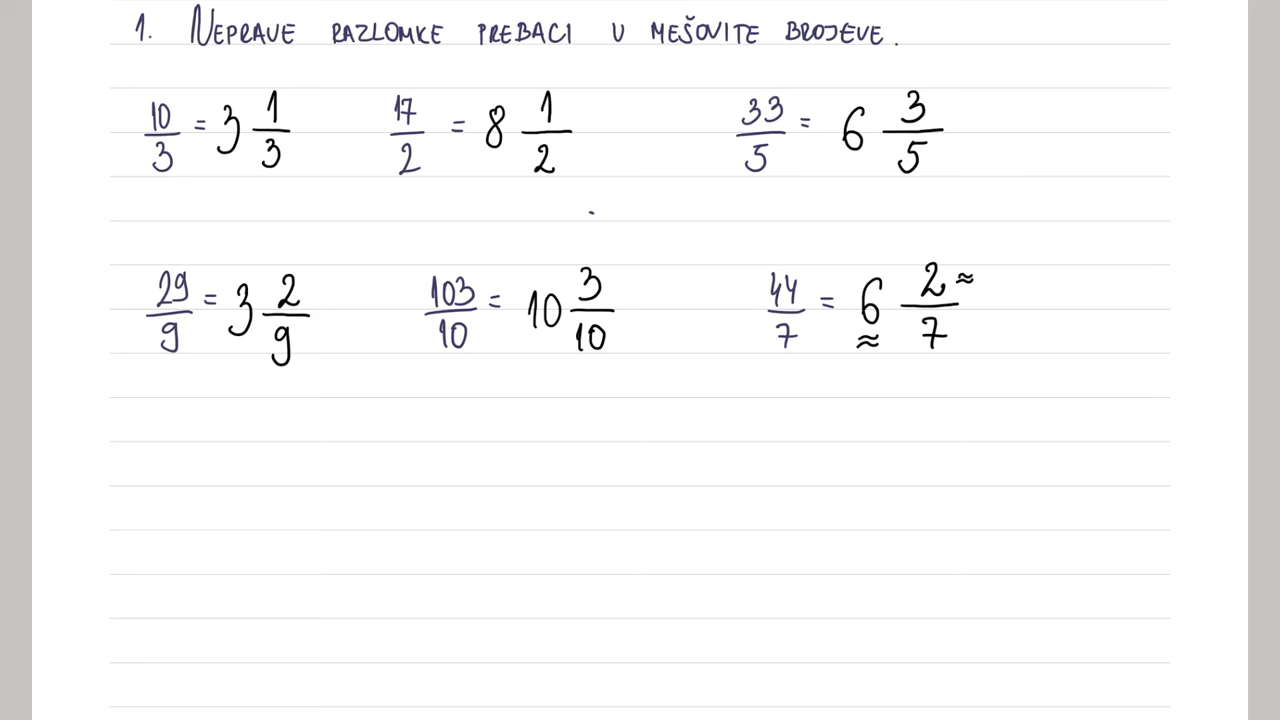 1. NEPRAVE RAZLOMKE PREBACI U MEŠOVITE BROJEVE.
10/3 = 3 1/3 17/2 = 8 1/2 33/5 = 6 3/5
29/9 = 3 2/9 103/10 = 10 3/10 44/7 = 6 2/7